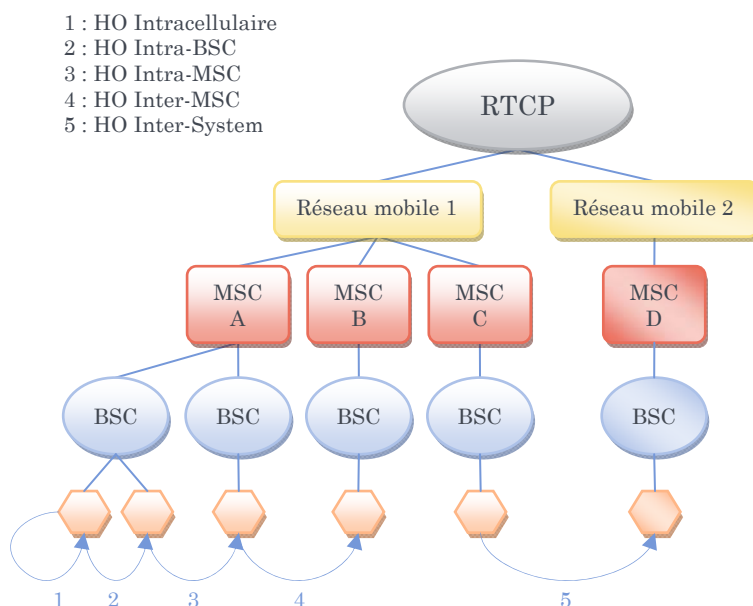 1 : HO Intracellulaire
2 : HO Intra-BSC
3 : HO Intra-MSC
4 : HO Inter-MSC
5 : HO Inter-System
RTCP
Réseau mobile 1
Réseau mobile 2
MSC
A
MSC
B
MSC
C
MSC
D
BSC
BSC
BSC
BSC
BSC
1
2
3
4
5